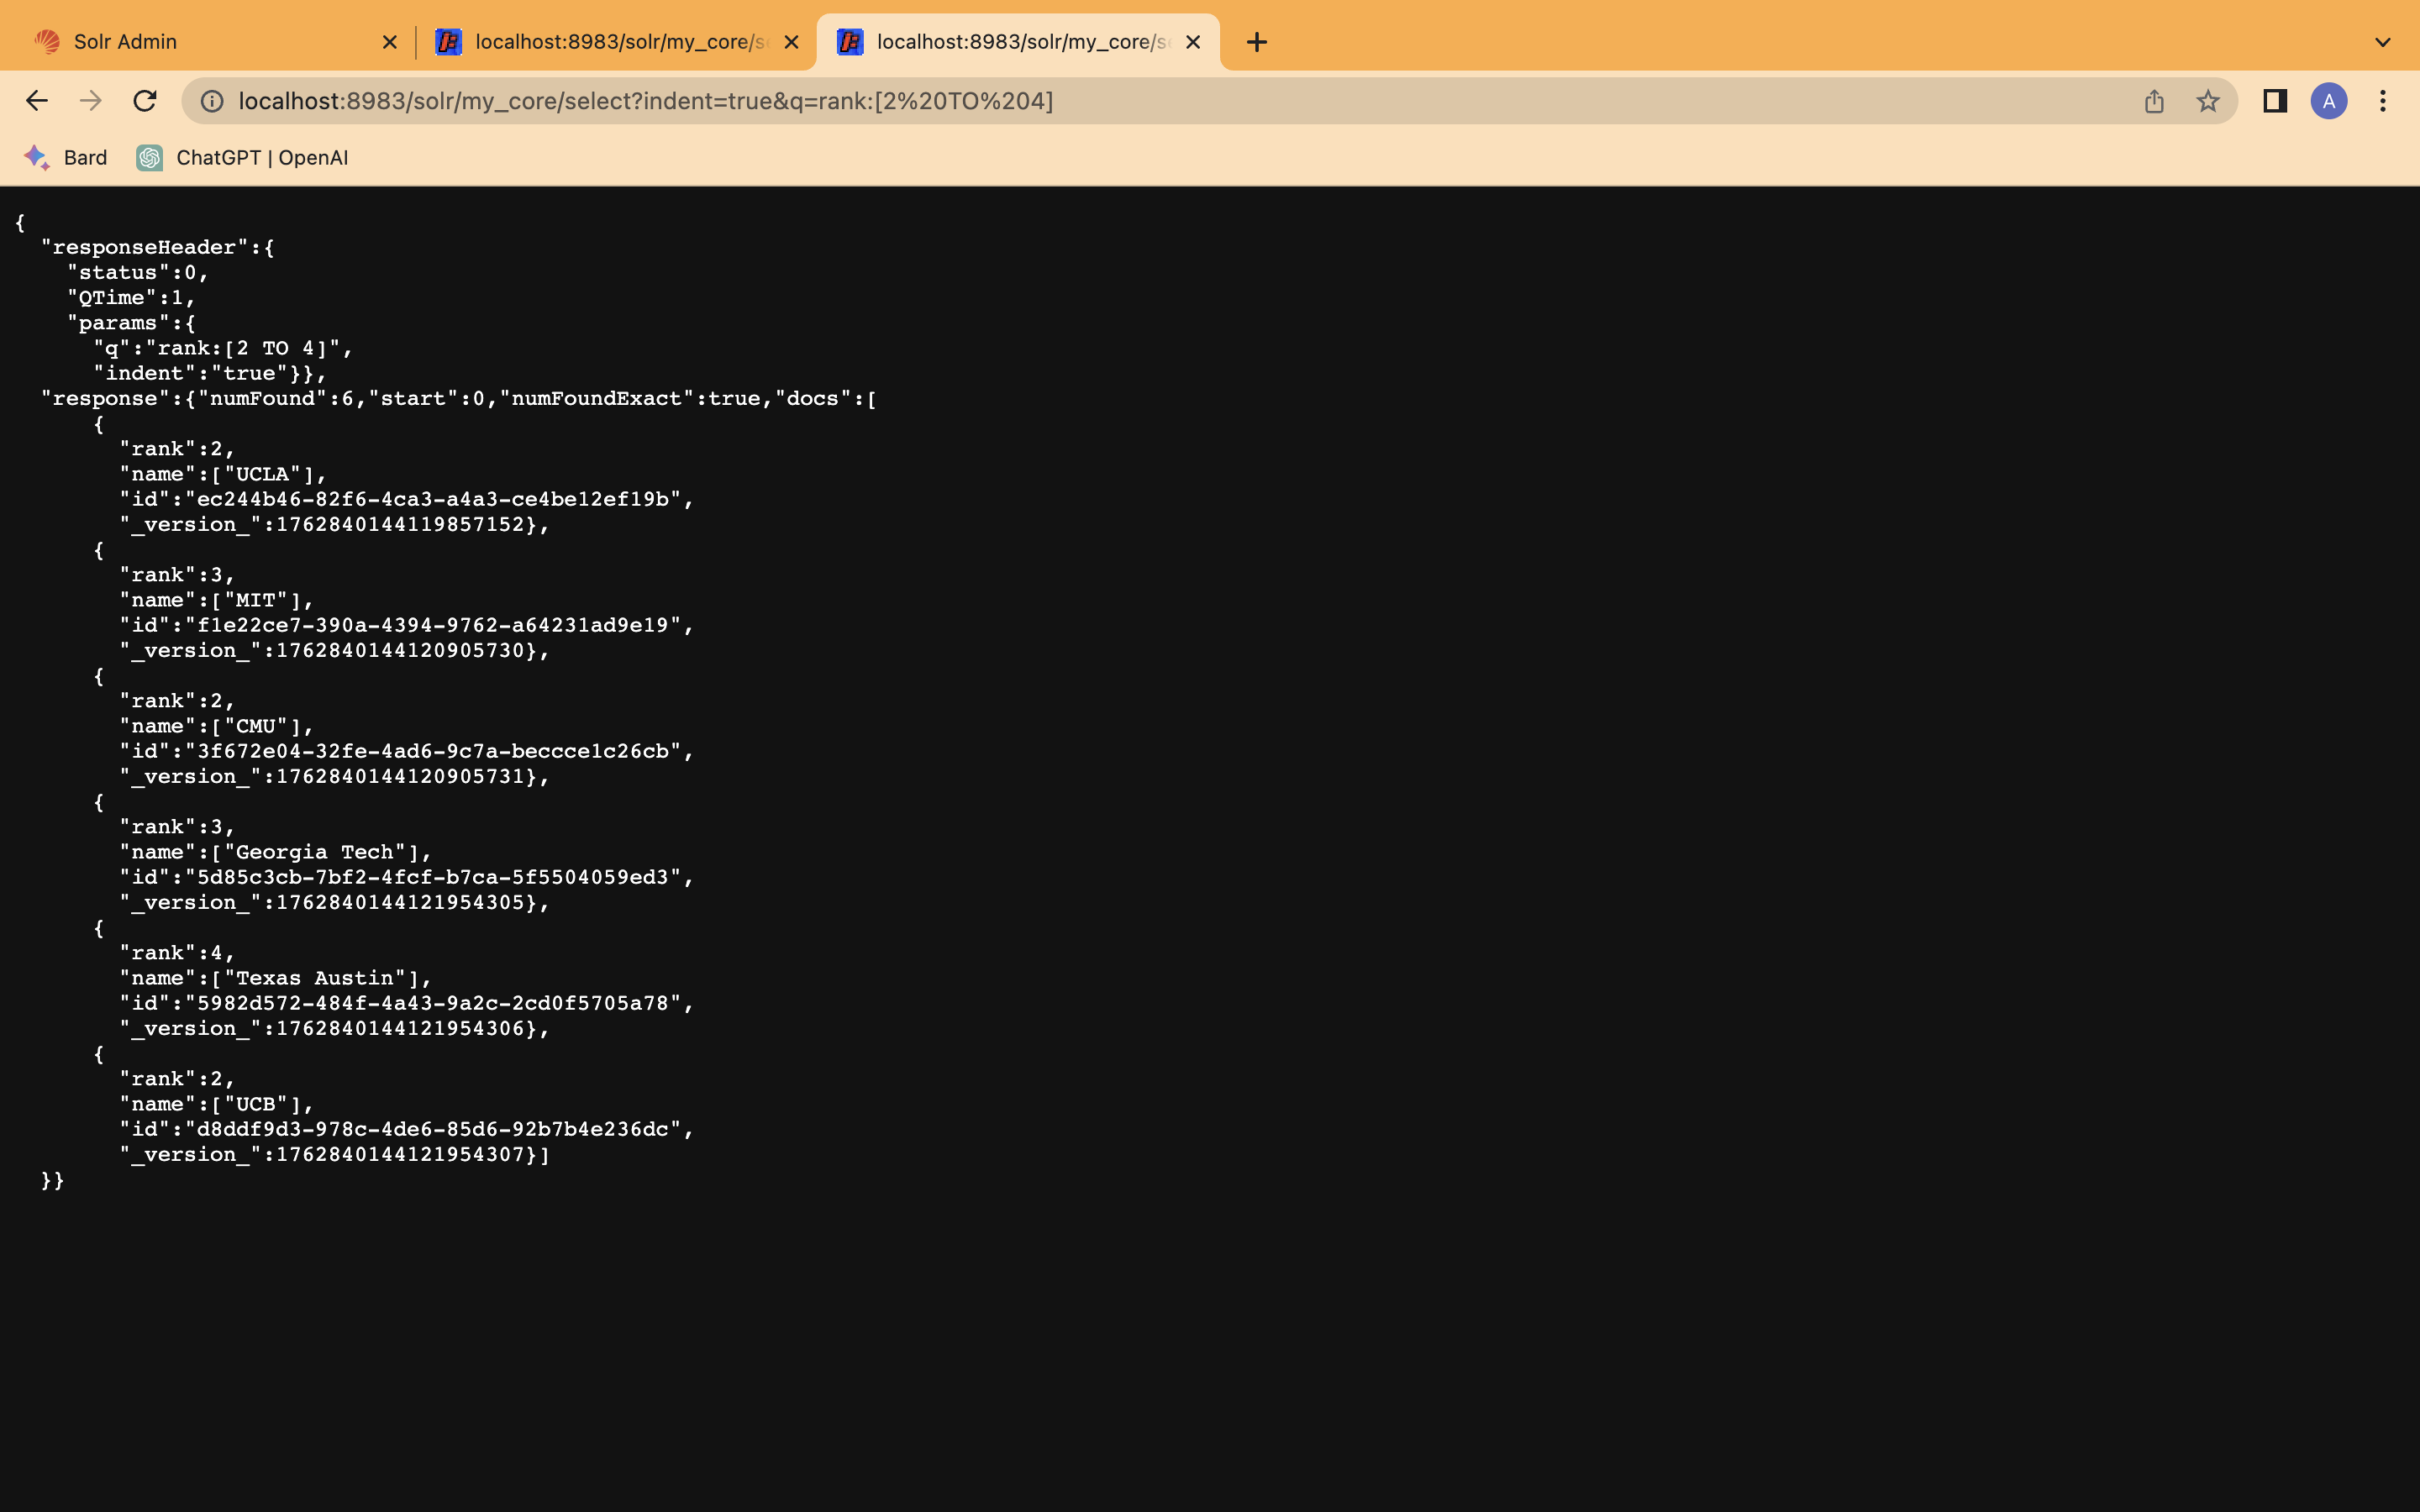 Solr Admin
localhost:8983/solr/my_core/se
localhost:8983/solr/my_core/se
localhost:8983/solr/my_core/select?indent=true&q=rank:[2%20TO%204]
A
Bard
ChatGPT | OpenAI
{
  "responseHeader":{
    "status":0,
    "QTime":1,
    "params":{
      "q":"rank:[2 TO 4]",
      "indent":"true"}},
  "response":{"numFound":6,"start":0,"numFoundExact":true,"docs":[
      {
        "rank":2,
        "name":["UCLA"],
        "id":"ec244b46-82f6-4ca3-a4a3-ce4be12ef19b",
        "_version_":1762840144119857152},
      {
        "rank":3,
        "name":["MIT"],
        "id":"f1e22ce7-390a-4394-9762-a64231ad9e19",
        "_version_":1762840144120905730},
      {
        "rank":2,
        "name":["CMU"],
        "id":"3f672e04-32fe-4ad6-9c7a-beccce1c26cb",
        "_version_":1762840144120905731},
      {
        "rank":3,
        "name":["Georgia Tech"],
        "id":"5d85c3cb-7bf2-4fcf-b7ca-5f5504059ed3",
        "_version_":1762840144121954305},
      {
        "rank":4,
        "name":["Texas Austin"],
        "id":"5982d572-484f-4a43-9a2c-2cd0f5705a78",
        "_version_":1762840144121954306},
      {
        "rank":2,
        "name":["UCB"],
        "id":"d8ddf9d3-978c-4de6-85d6-92b7b4e236dc",
        "_version_":1762840144121954307}]
  }}